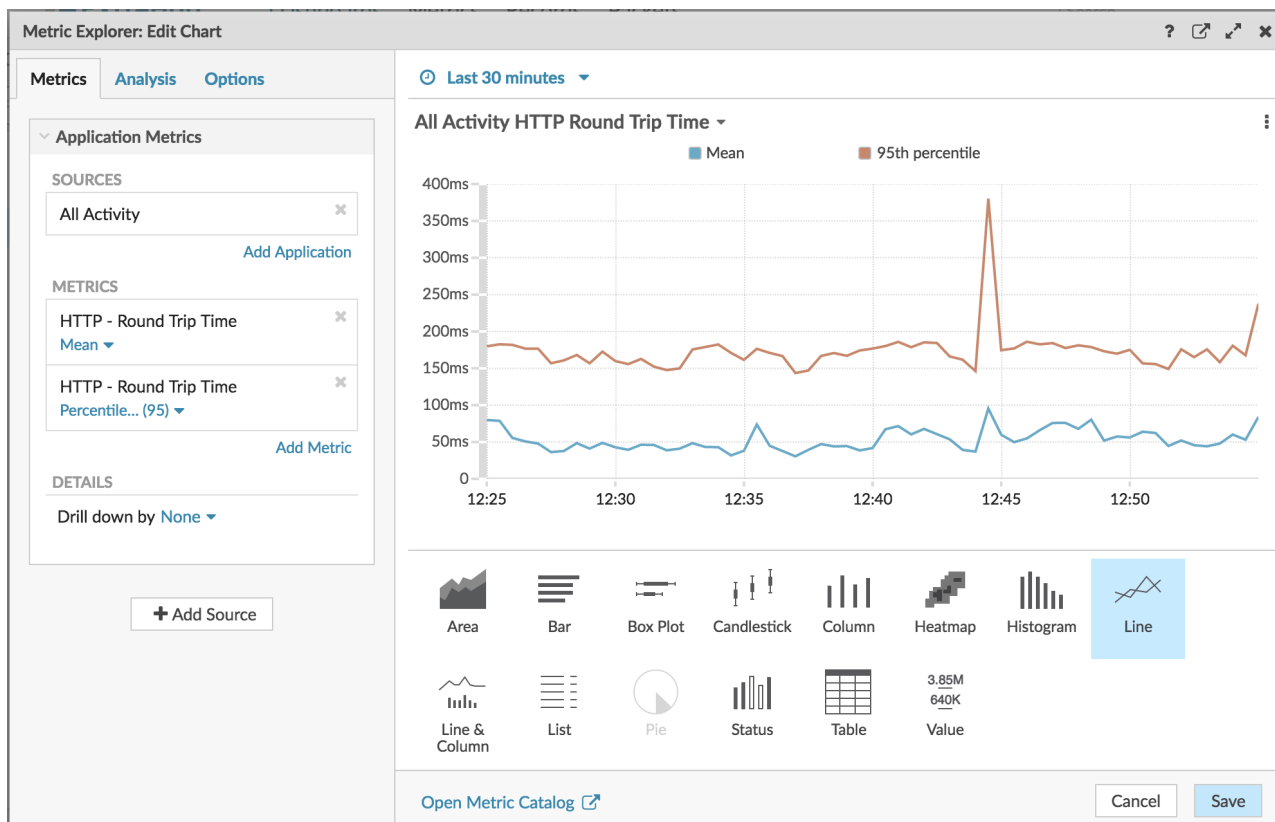 Metric Explorer: Edit Chart
?
Metrics
Analysis
Options
Application Metrics
SOURCES
All Activity
Add Application
METRICS
HTTP - Round Trip Time
Mean
HTTP - Round Trip Time
Percentile... (95)
Add Metric
DETAILS
Drill down by None
+ Add Source
Last 30 minutes
All Activity HTTP Round Trip Time
Mean
95th percentile
400ms
350ms
300ms
250ms
200ms
150ms
100ms
50ms
0
12:25
12:30
12:35
12:40
12:45
12:50
Area
Bar
Box Plot
Candlestick
Column
Heatmap
Histogram
Line
3.85M
640K
Line &
Column
List
Pie
Status
Table
Value
Open Metric Catalog
Cancel
Save